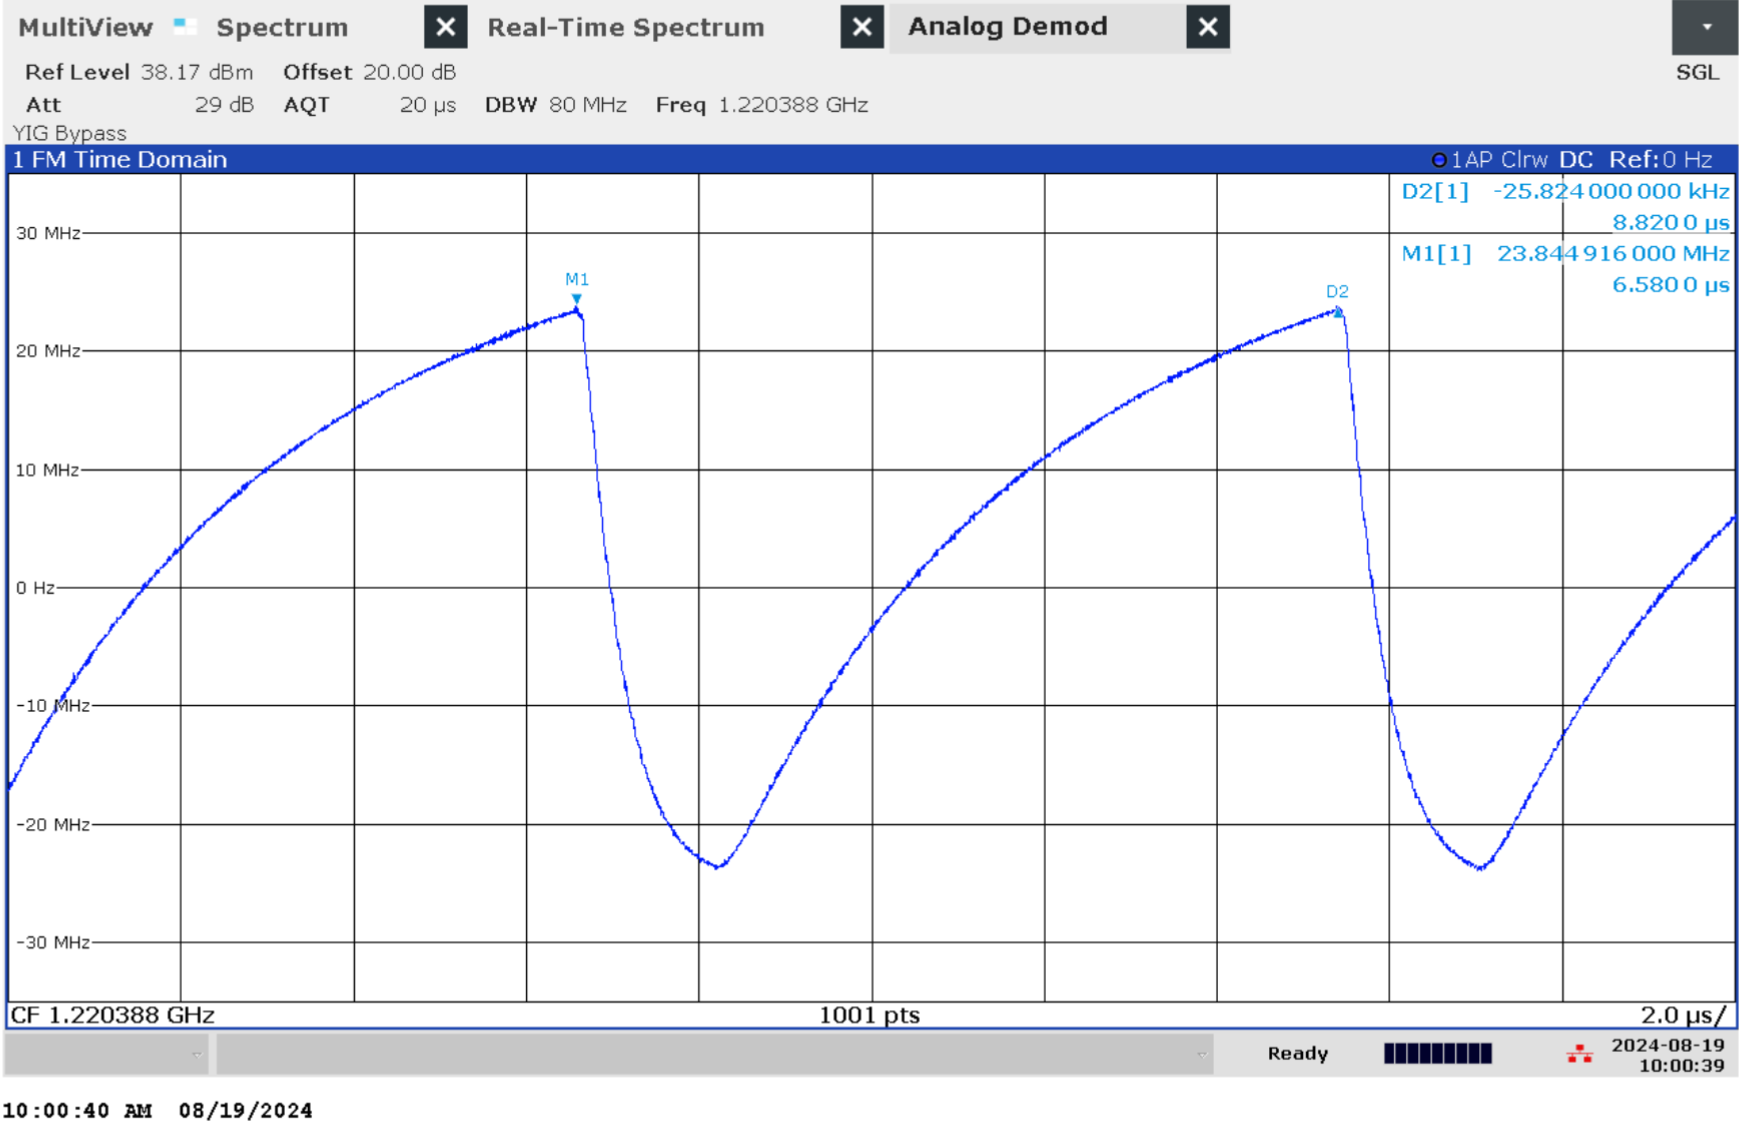 MultiView Spectrum Real-Time Spectrum Analog Demod
Ref Level 38.17 dBm Offset 20.00 dB SGL
Att 29 dB AQT 20 µs DBW 80 MHz Freq 1.220388 GHz
YIG Bypass
1 FM Time Domain 1AP Clrw DC Ref:0 Hz
D2[1] -25.824 000 000 kHz
8.820 0 µs
30 MHz
M1[1] 23.844 916 000 MHz
6.580 0 µs
M1
D2
20 MHz
10 MHz
0 Hz
-10 MHz
-20 MHz
-30 MHz
CF 1.220388 GHz 1001 pts 2.0 µs/
Ready 2024-08-19
10:00:39
10:00:40 AM 08/19/2024